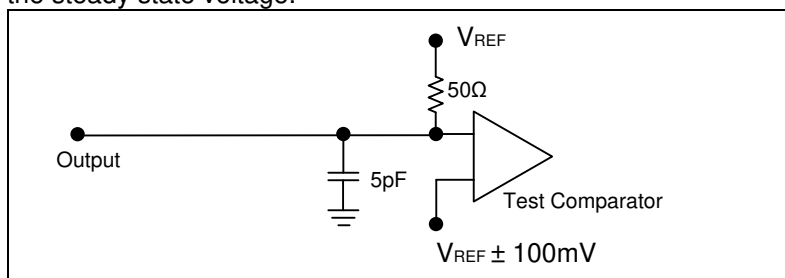 the steady state voltage.
VREF
50Ω
Output
5pF
Test Comparator
VREF ± 100mV